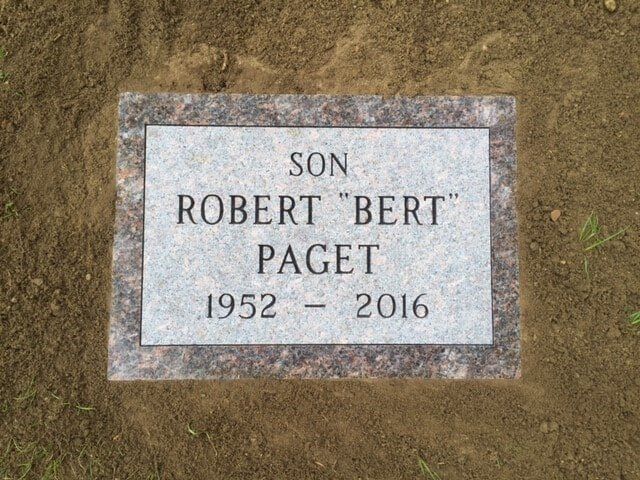 SON
ROBERT "BERT"
PAGET
1952 – 2016